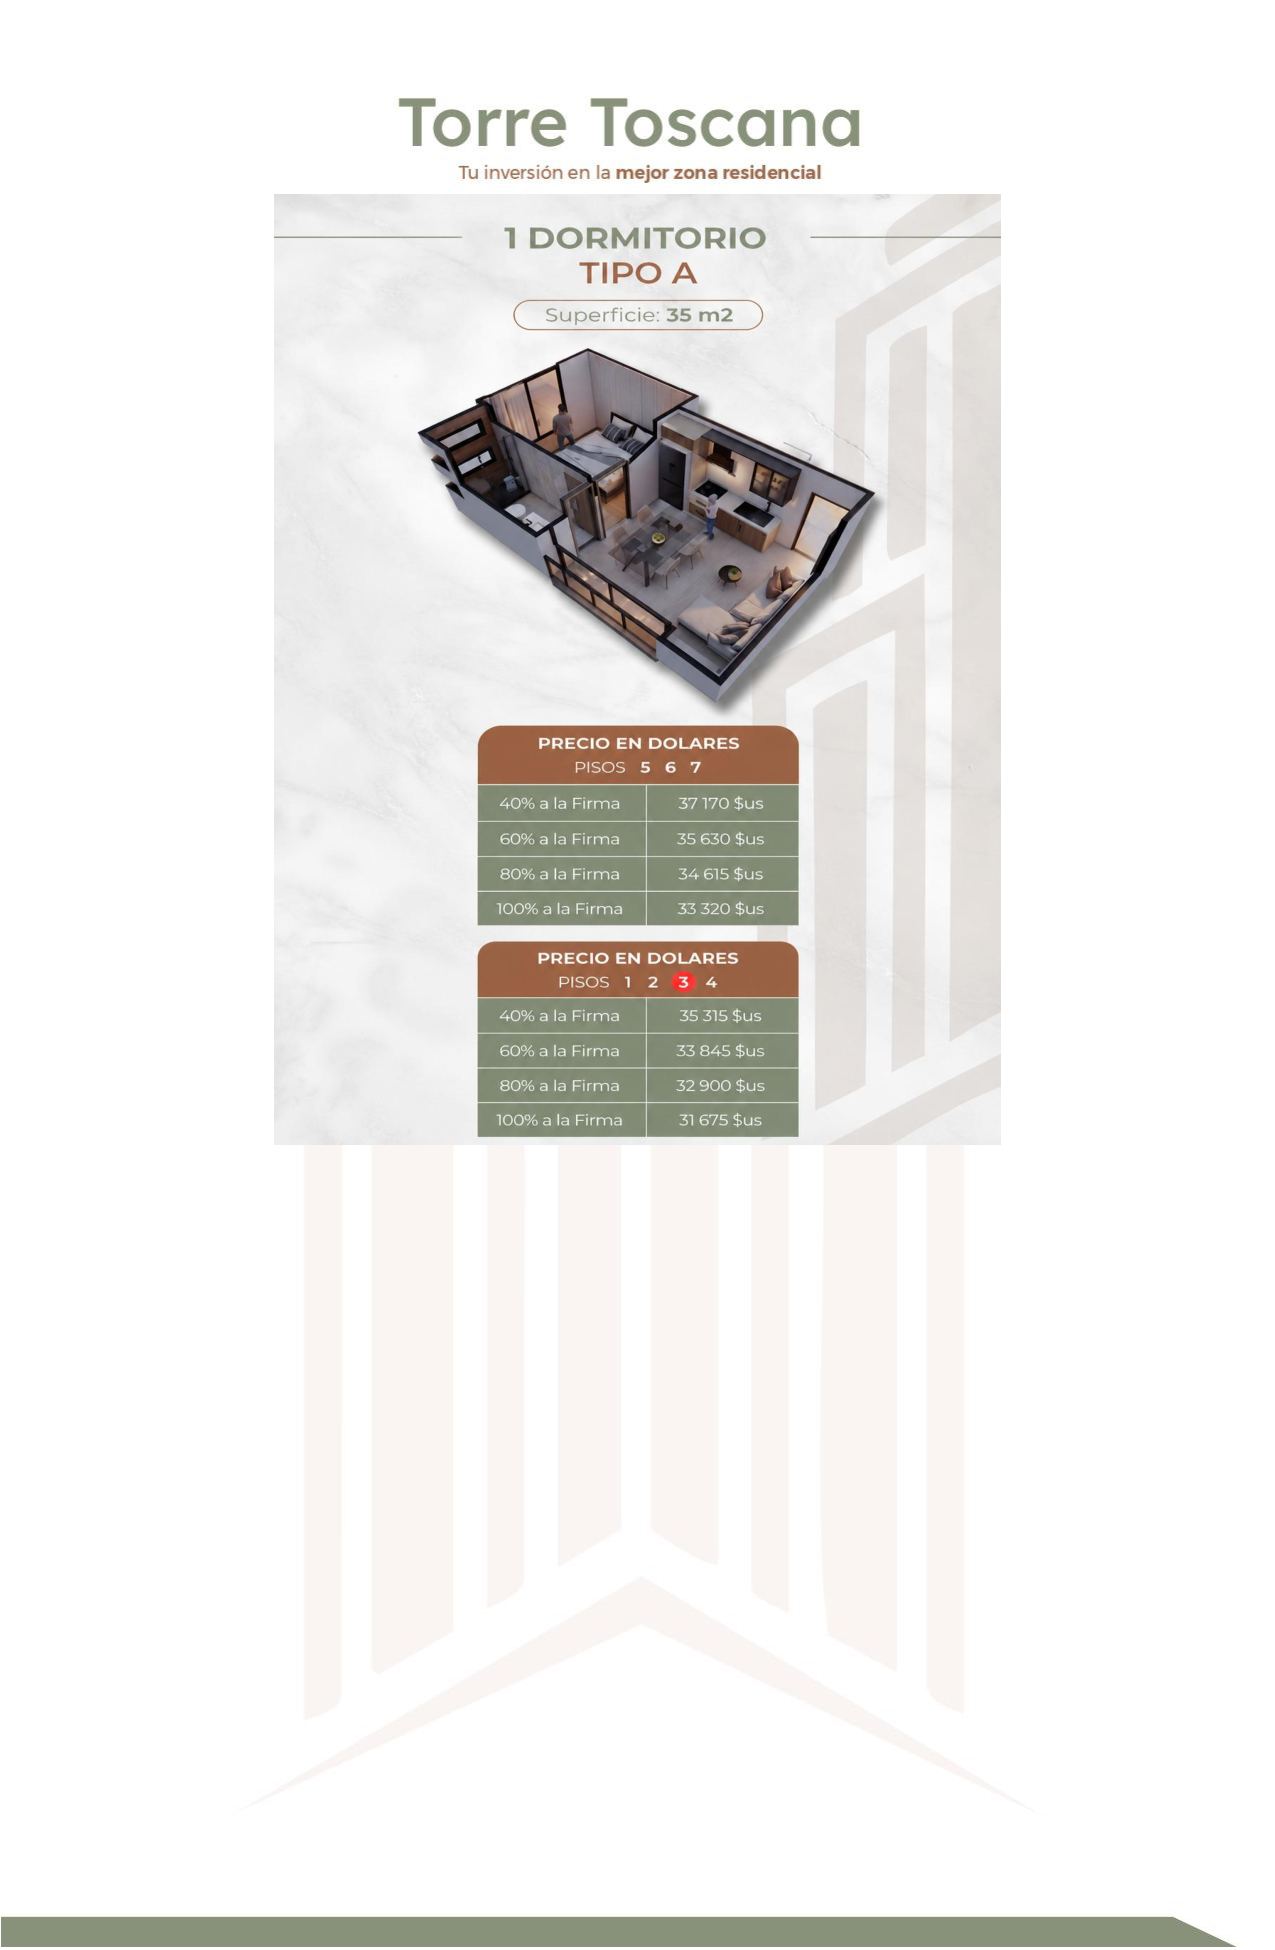 Torre Toscana
Tu inversión en la mejor zona residencial
1 DORMITORIO
TIPO A
Superficie: 35 m2
PRECIO EN DOLARES
PISOS 5 6 7
40% a la Firma 37 170 $us
60% a la Firma 35 630 $us
80% a la Firma 34 615 $us
100% a la Firma 33 320 $us
PRECIO EN DOLARES
PISOS 1 2 3 4
40% a la Firma 35 315 $us
60% a la Firma 33 845 $us
80% a la Firma 32 900 $us
100% a la Firma 31 675 $us